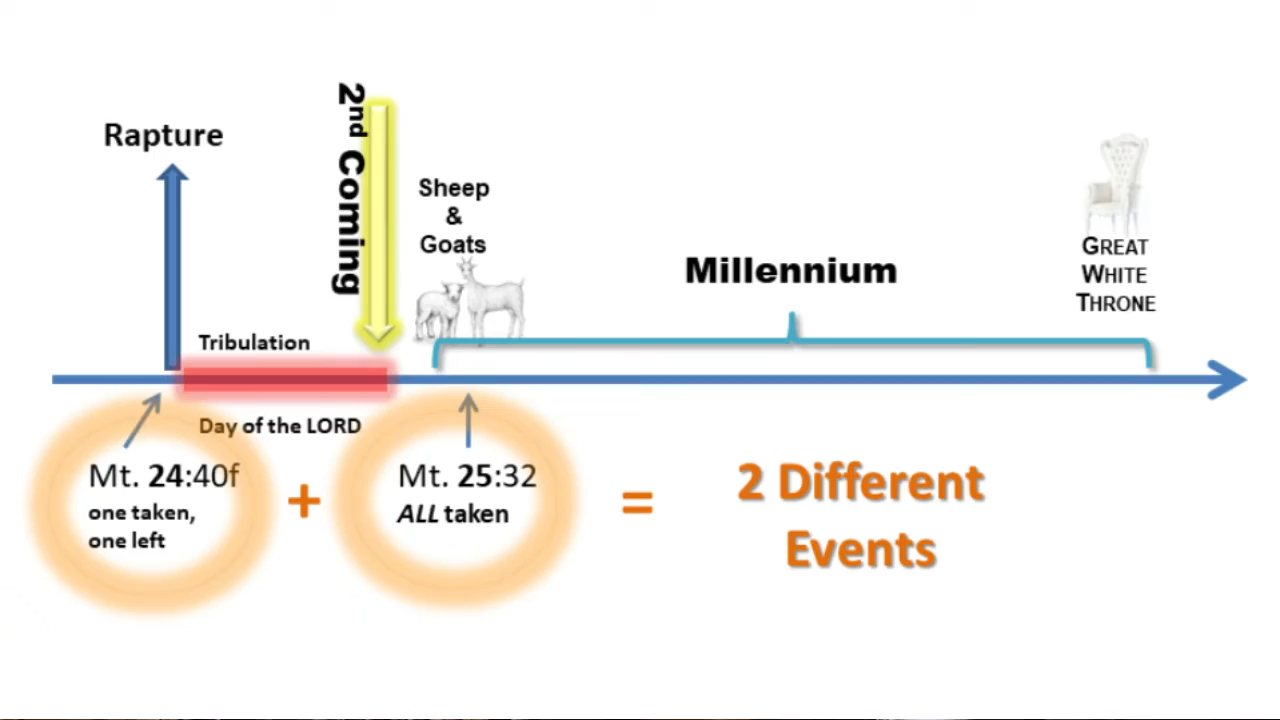 Rapture
2nd Coming
Sheep
&
Goats
Millennium
GREAT
WHITE
THRONE
Tribulation
Day of the LORD
Mt. 24:40f
one taken,
one left
+
Mt. 25:32
ALL taken
=
2 Different
Events